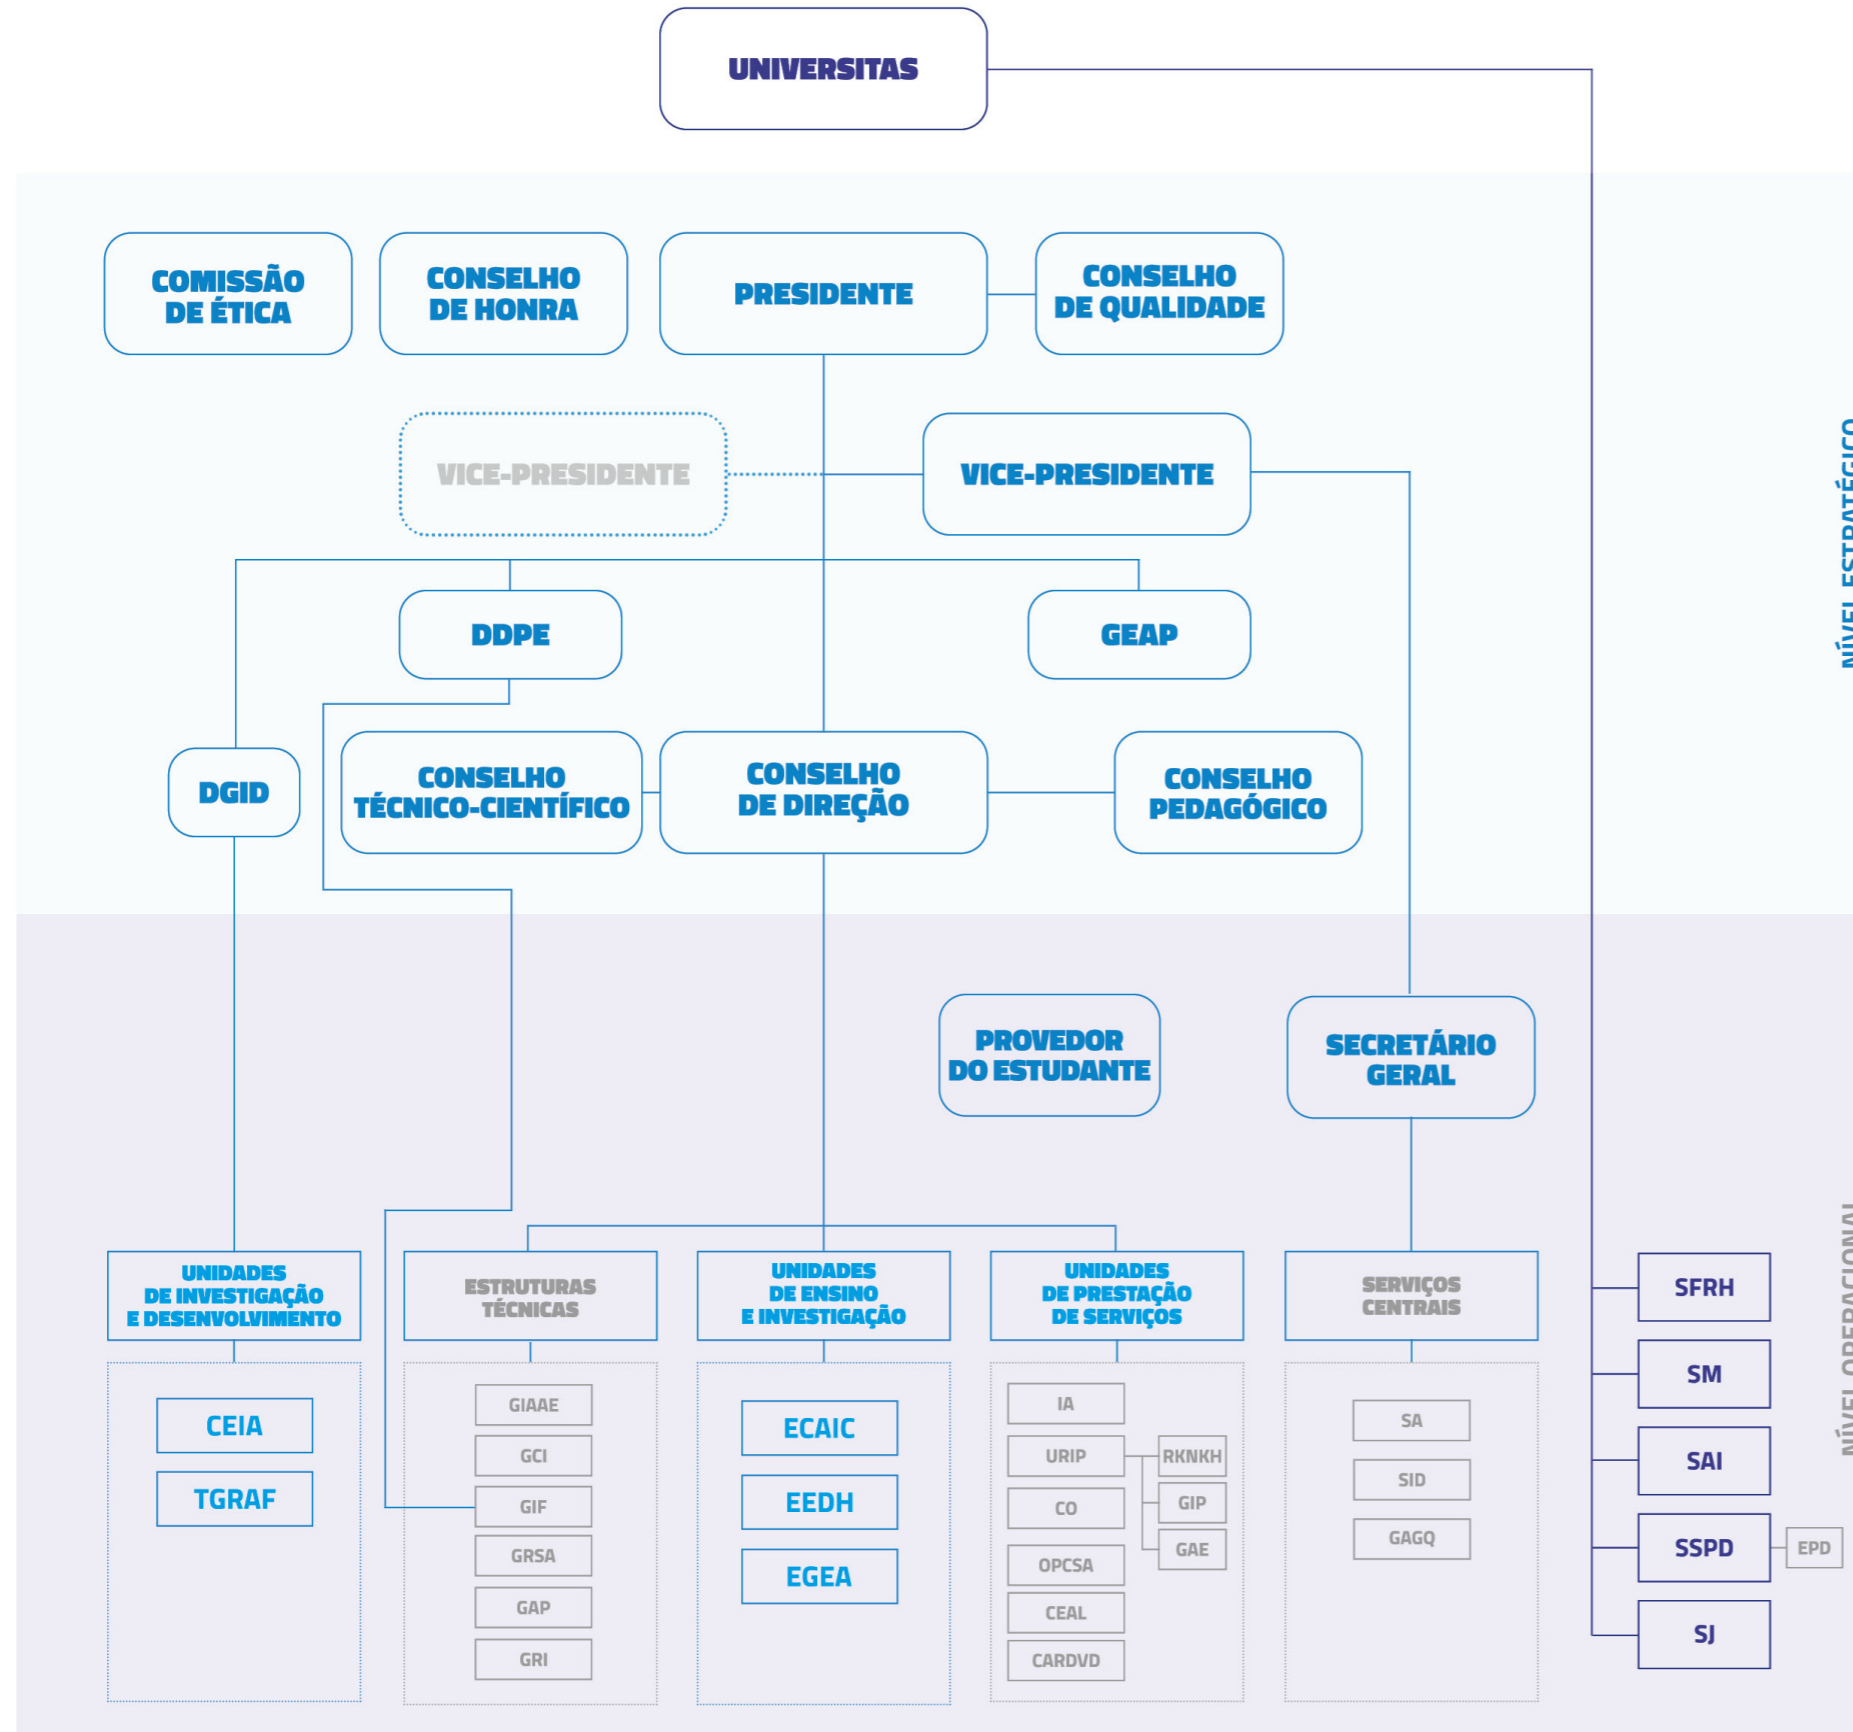 UNIVERSITAS
COMISSÃO
DE ÉTICA
CONSELHO
DE HONRA
PRESIDENTE
CONSELHO
DE QUALIDADE
VICE-PRESIDENTE
VICE-PRESIDENTE
NÍVEL ESTRATÉGICO
DDPE
GEAP
DGID
CONSELHO
TÉCNICO-CIENTÍFICO
CONSELHO
DE DIREÇÃO
CONSELHO
PEDAGÓGICO
PROVEDOR
DO ESTUDANTE
SECRETÁRIO
GERAL
NÍVEL OPERACIONAL
UNIDADES
DE INVESTIGAÇÃO
E DESENVOLVIMENTO
CEIA
TGRAF
ESTRUTURAS
TÉCNICAS
GIAAE
GCI
GIF
GRSA
GAP
GRI
UNIDADES
DE ENSINO
E INVESTIGAÇÃO
ECAIC
EEDH
EGEA
UNIDADES
DE PRESTAÇÃO
DE SERVIÇOS
IA
URIP
RKNKH
GIP
GAE
CO
OPCSA
CEAL
CARDVD
SERVIÇOS
CENTRAIS
SA
SID
GAGQ
SFRH
SM
SAI
SSPD
EPD
SJ